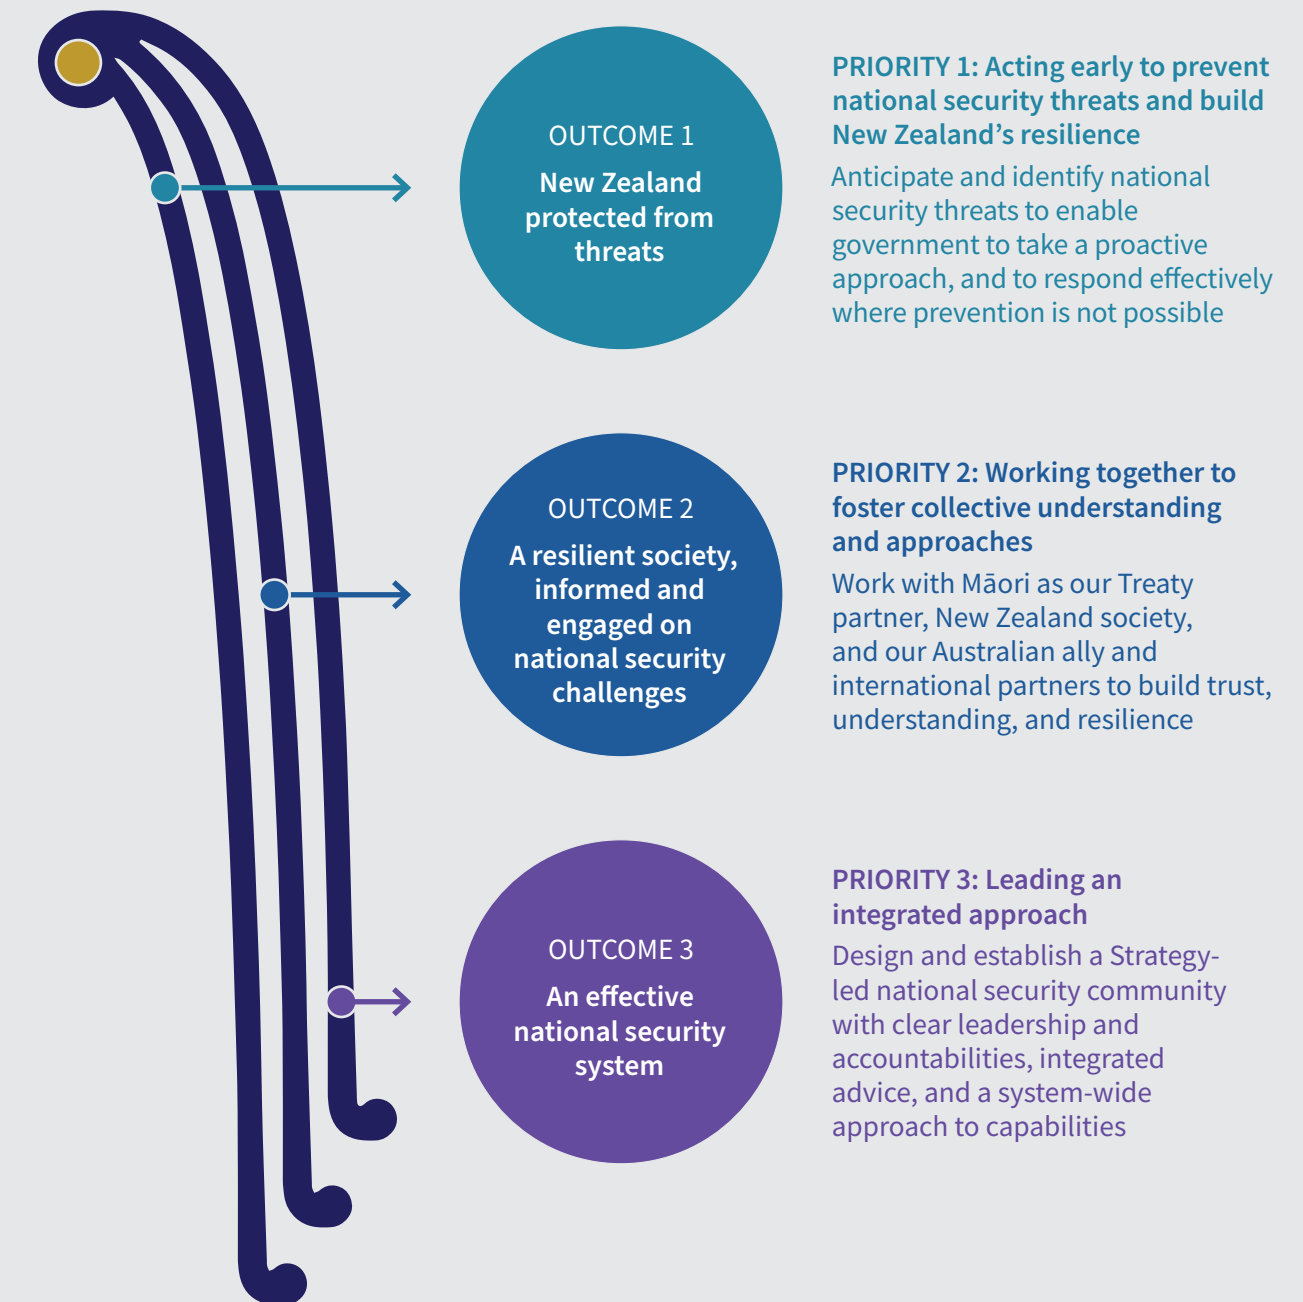 OUTCOME 1
New Zealand
protected from
threats
PRIORITY 1: Acting early to prevent
national security threats and build
New Zealand’s resilience
Anticipate and identify national
security threats to enable
government to take a proactive
approach, and to respond effectively
where prevention is not possible
OUTCOME 2
A resilient society,
informed and
engaged on
national security
challenges
PRIORITY 2: Working together to
foster collective understanding
and approaches
Work with Māori as our Treaty
partner, New Zealand society,
and our Australian ally and
international partners to build trust,
understanding, and resilience
OUTCOME 3
An effective
national security
system
PRIORITY 3: Leading an
integrated approach
Design and establish a Strategy-
led national security community
with clear leadership and
accountabilities, integrated
advice, and a system-wide
approach to capabilities